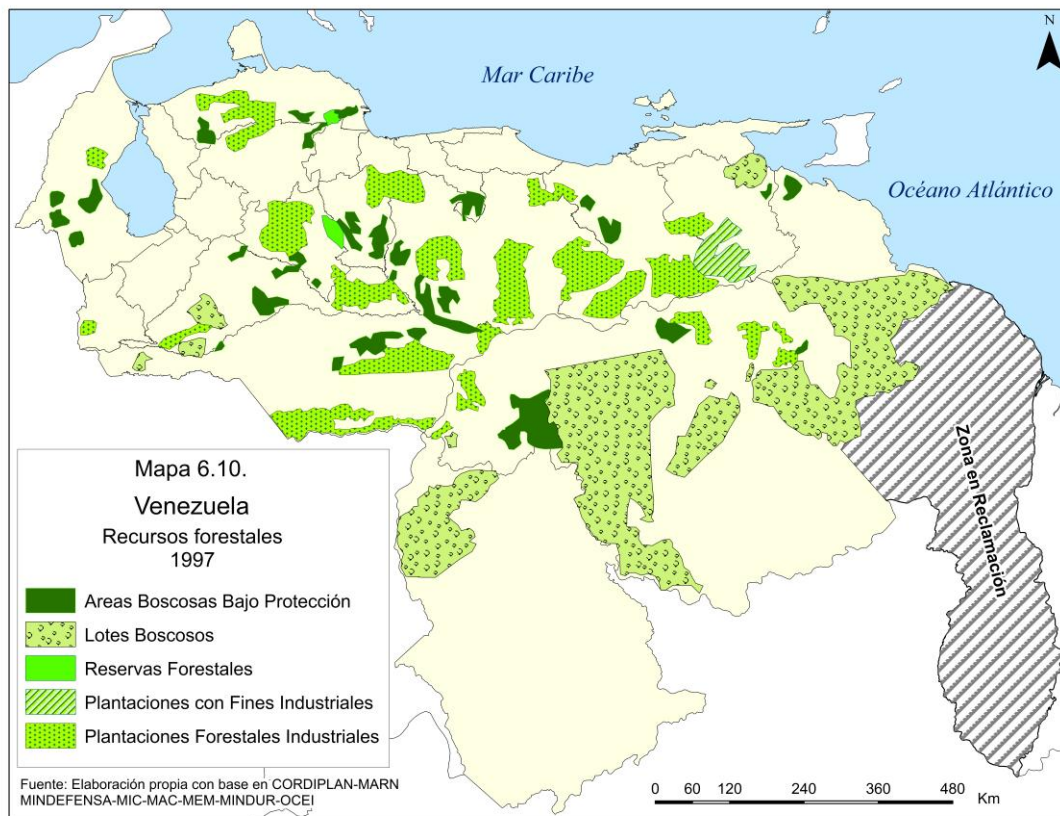 N
Mar Caribe
Océano Atlántico
Zona en Reclamación
Mapa 6.10.
Venezuela
Recursos forestales
1997
Areas Boscosas Bajo Protección
Lotes Boscosos
Reservas Forestales
Plantaciones con Fines Industriales
Plantaciones Forestales Industriales
Fuente: Elaboración propia con base en CORDIPLAN-MARN
MINDEFENSA-MIC-MAC-MEM-MINDUR-OCEI
0 60 120 240 360 480
Km